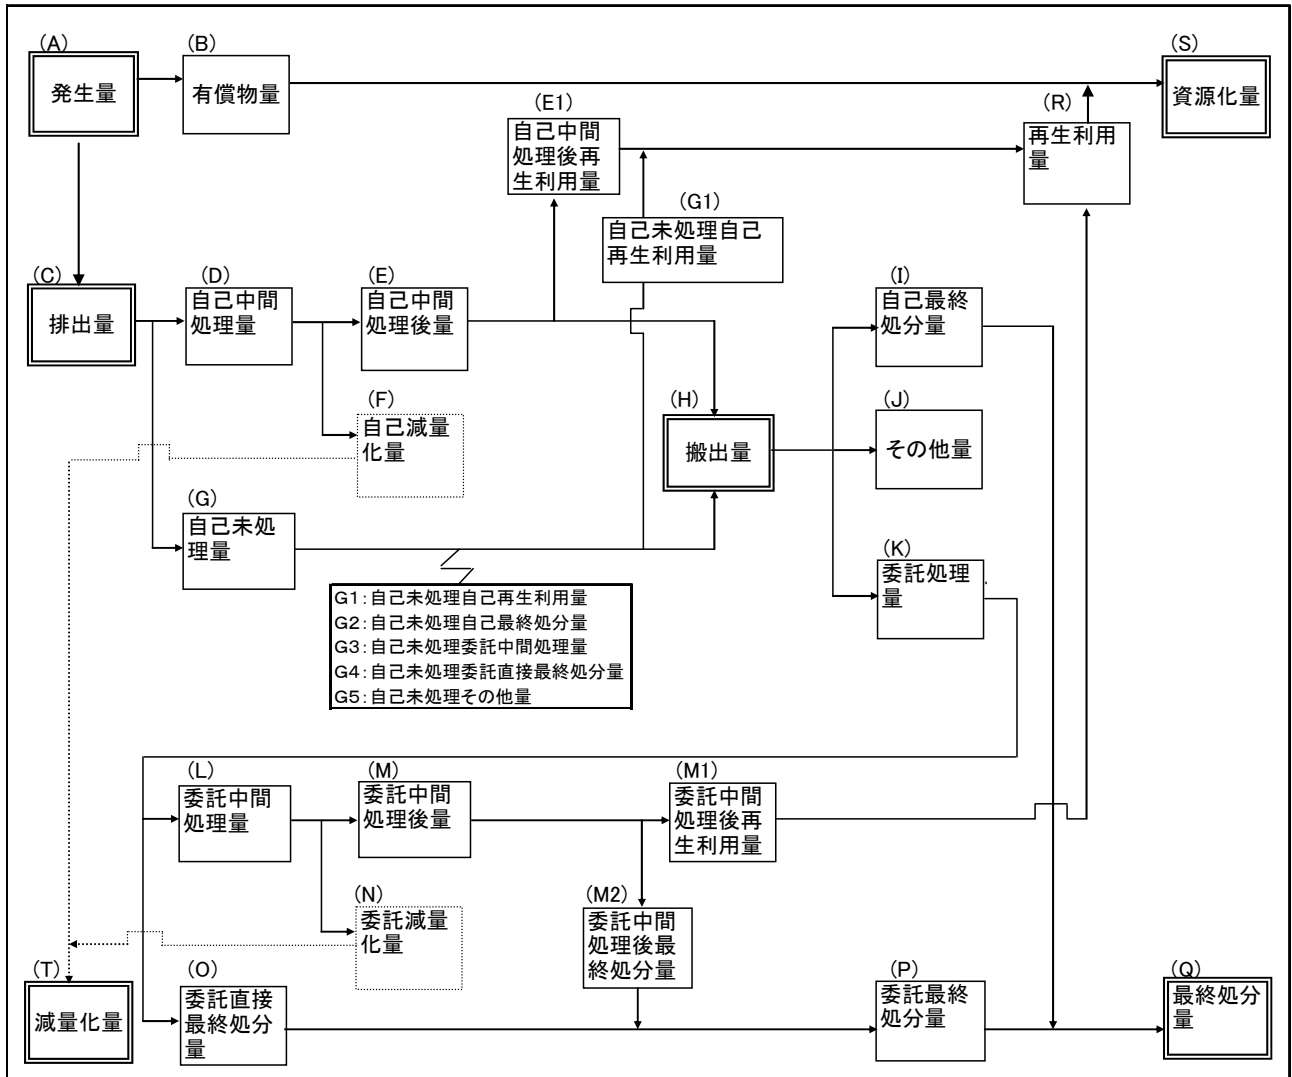 (A)
発生量
(B)
有償物量
(S)
資源化量
(E1)
自己中間
処理後再
生利用量
(R)
再生利用
量
(G1)
自己未処理自己
再生利用量
(C)
排出量
(D)
自己中間
処理量
(E)
自己中間
処理後量
(I)
自己最終
処分量
(F)
自己減量
化量
(H)
搬出量
(J)
その他量
(G)
自己未処
理量
(K)
委託処理
量
G1:自己未処理自己再生利用量
G2:自己未処理自己最終処分量
G3:自己未処理委託中間処理量
G4:自己未処理委託直接最終処分量
G5:自己未処理その他量
(L)
委託中間
処理量
(M)
委託中間
処理後量
(M1)
委託中間
処理後再
生利用量
(N)
委託減量
化量
(M2)
委託中間
処理後最
終処分量
(T)
減量化量
(O)
委託直接
最終処分
量
(P)
委託最終
処分量
(Q)
最終処分
量